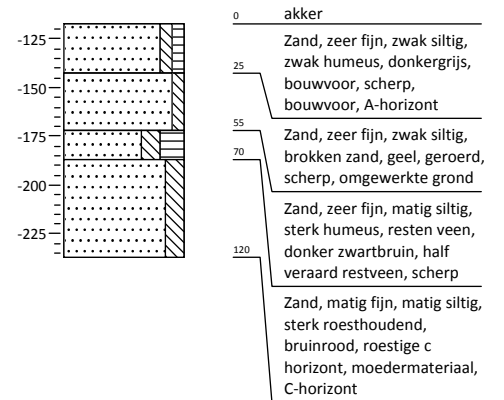 0 akker
-125
Zand, zeer fijn, zwak siltig,
zwak humeus, donkergrijs,
bouwvoor, scherp,
bouwvoor, A-horizont
25
-150
55
Zand, zeer fijn, zwak siltig,
brokken zand, geel, geroerd,
scherp, omgewerkte grond
-175
70
Zand, zeer fijn, matig siltig,
sterk humeus, resten veen,
donker zwartbruin, half
veraard restveen, scherp
-200
-225
120
Zand, matig fijn, matig siltig,
sterk roesthoudend,
bruinrood, roestige c
horizont, moedermateriaal,
C-horizont